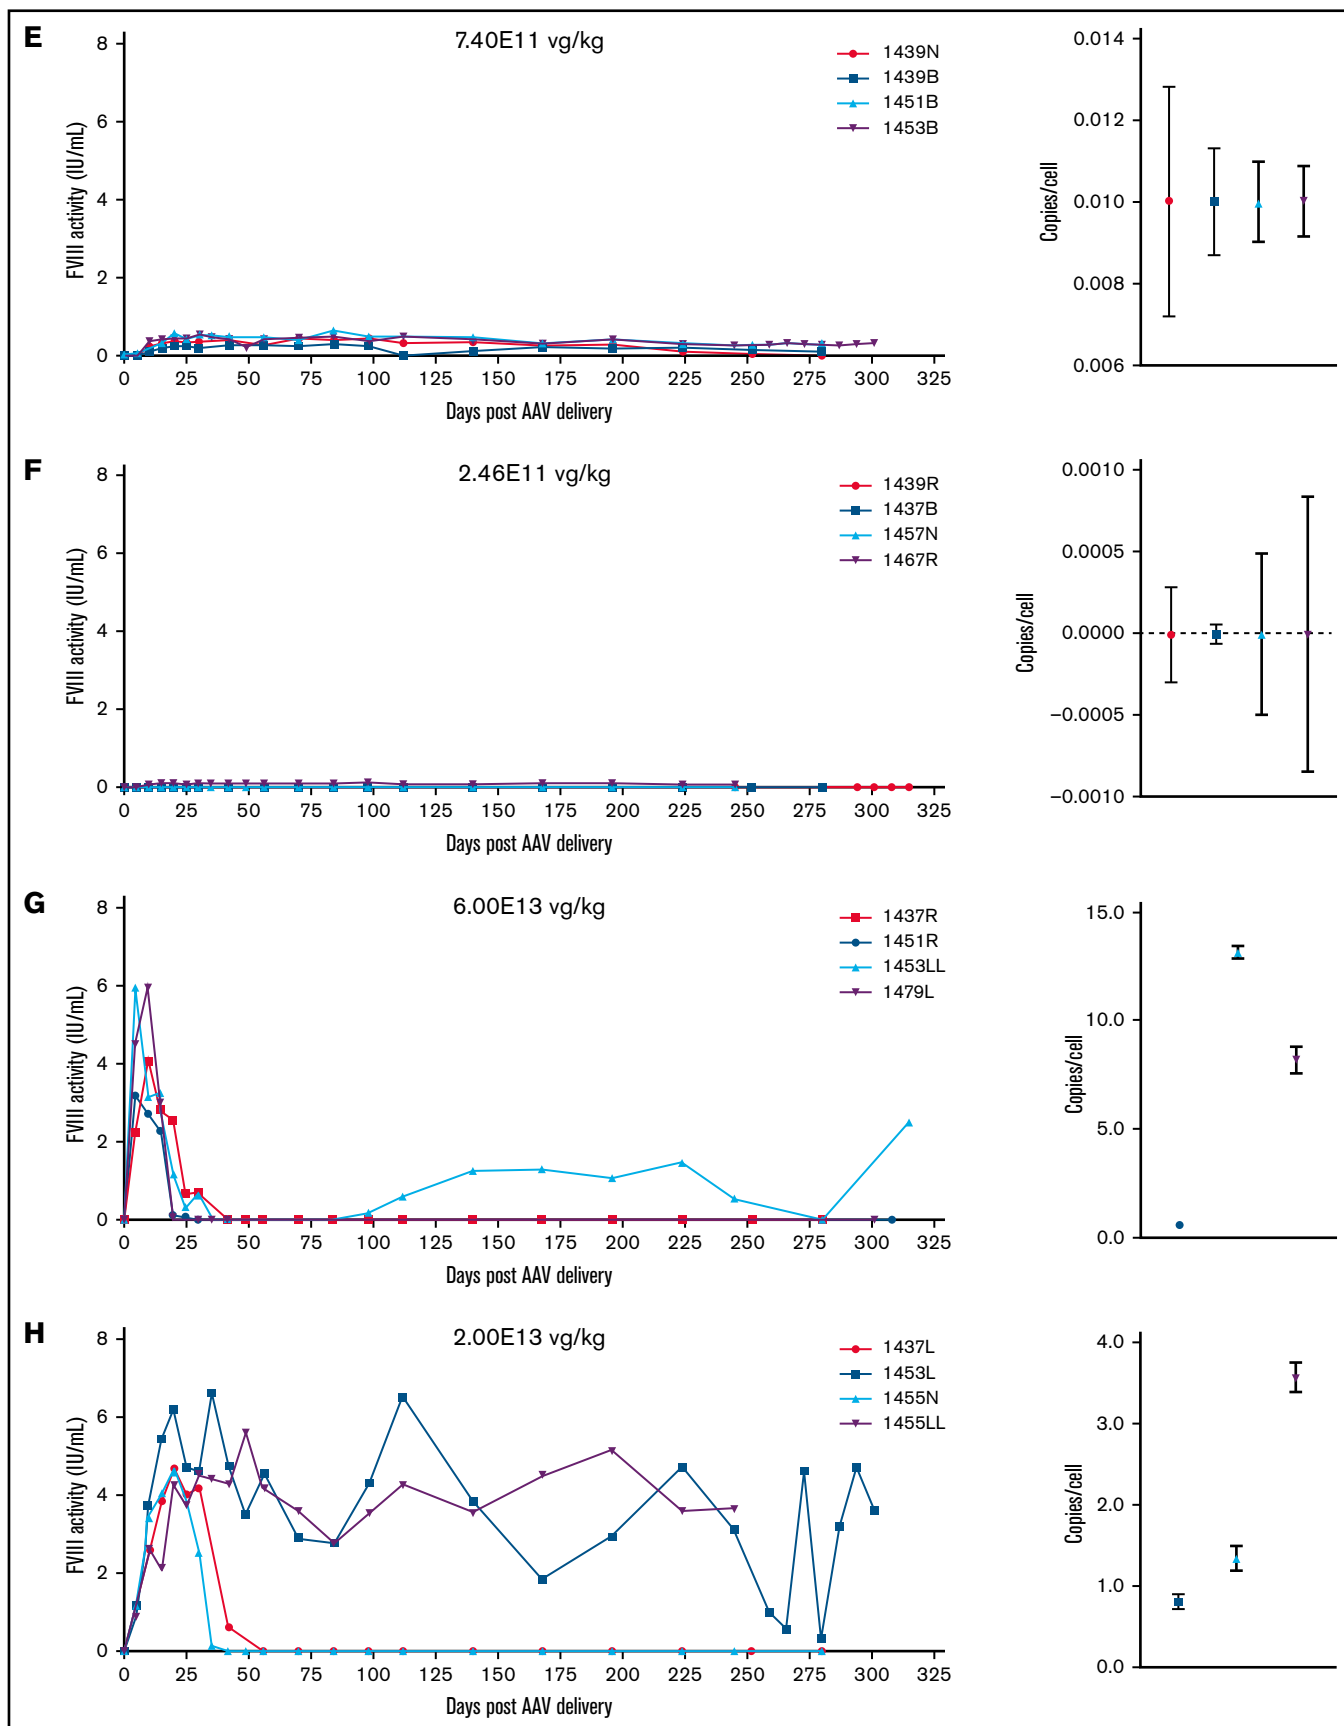 E
7.40E11 vg/kg
8
6
4
2
0
FVIII activity (IU/mL)
0 25 50 75 100 125 150 175 200 225 250 275 300 325
Days post AAV delivery
1439N
1439B
1451B
1453B
0.014
0.012
0.010
0.008
0.006
Copies/cell
F
2.46E11 vg/kg
8
6
4
2
0
FVIII activity (IU/mL)
0 25 50 75 100 125 150 175 200 225 250 275 300 325
Days post AAV delivery
1439R
1437B
1457N
1467R
0.0010
0.0005
0.0000
−0.0005
−0.0010
Copies/cell
G
6.00E13 vg/kg
8
6
4
2
0
FVIII activity (IU/mL)
0 25 50 75 100 125 150 175 200 225 250 275 300 325
Days post AAV delivery
1437R
1451R
1453LL
1479L
15.0
10.0
5.0
0.0
Copies/cell
H
2.00E13 vg/kg
8
6
4
2
0
FVIII activity (IU/mL)
0 25 50 75 100 125 150 175 200 225 250 275 300 325
Days post AAV delivery
1437L
1453L
1455N
1455LL
4.0
3.0
2.0
1.0
0.0
Copies/cell